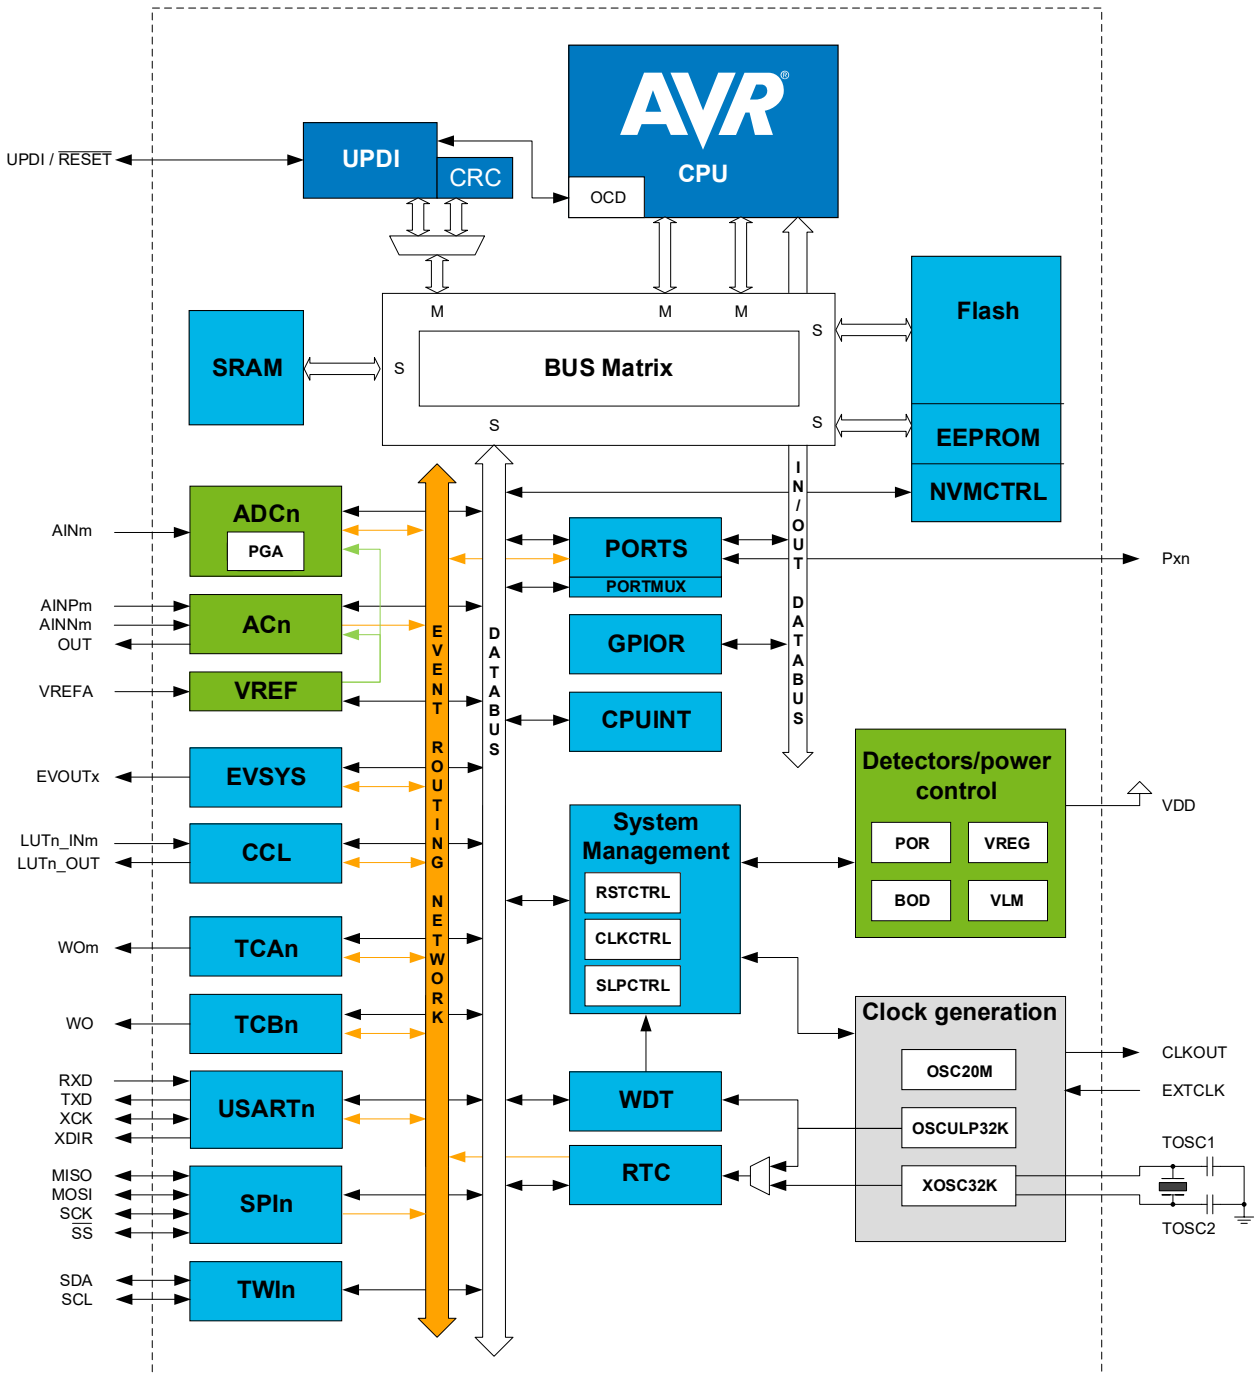 AVR®
CPU
OCD
UPDI / RESET
UPDI
CRC
M
M
M
S
S
S
S
BUS Matrix
SRAM
Flash
EEPROM
NVMCTRL
IN/OUT DATABUS
EVENT ROUTING NETWORK
DATABUS
AINm
ADCn
PGA
AINPm
AINNm
OUT
ACn
VREFA
VREF
EVOUTx
EVSYS
LUTn_INm
LUTn_OUT
CCL
WOm
TCAn
WO
TCBn
RXD
TXD
XCK
XDIR
USARTn
MISO
MOSI
SCK
SS
SPIn
SDA
SCL
TWIn
PORTS
PORTMUX
Pxn
GPIOR
CPUINT
System
Management
RSTCTRL
CLKCTRL
SLPCTRL
WDT
RTC
Detectors/power
control
POR
VREG
BOD
VLM
VDD
Clock generation
OSC20M
OSCULP32K
XOSC32K
CLKOUT
EXTCLK
TOSC1
TOSC2